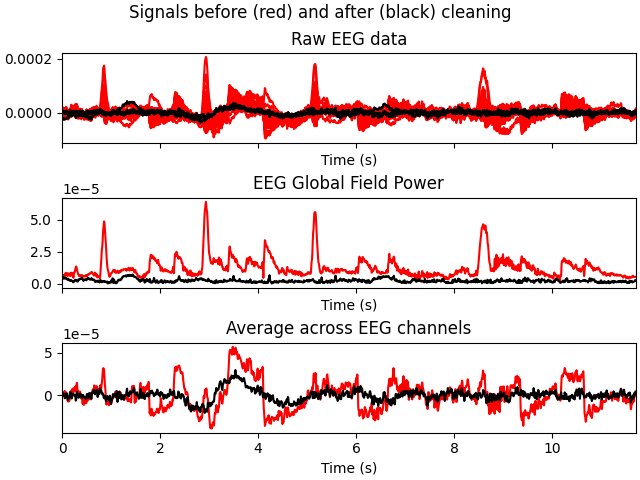 Signals before (red) and after (black) cleaning
Raw EEG data
0.0002
0.0000
Time (s)
EEG Global Field Power
1e−5
5.0
2.5
0.0
Time (s)
Average across EEG channels
1e−5
5
0
0 2 4 6 8 10
Time (s)